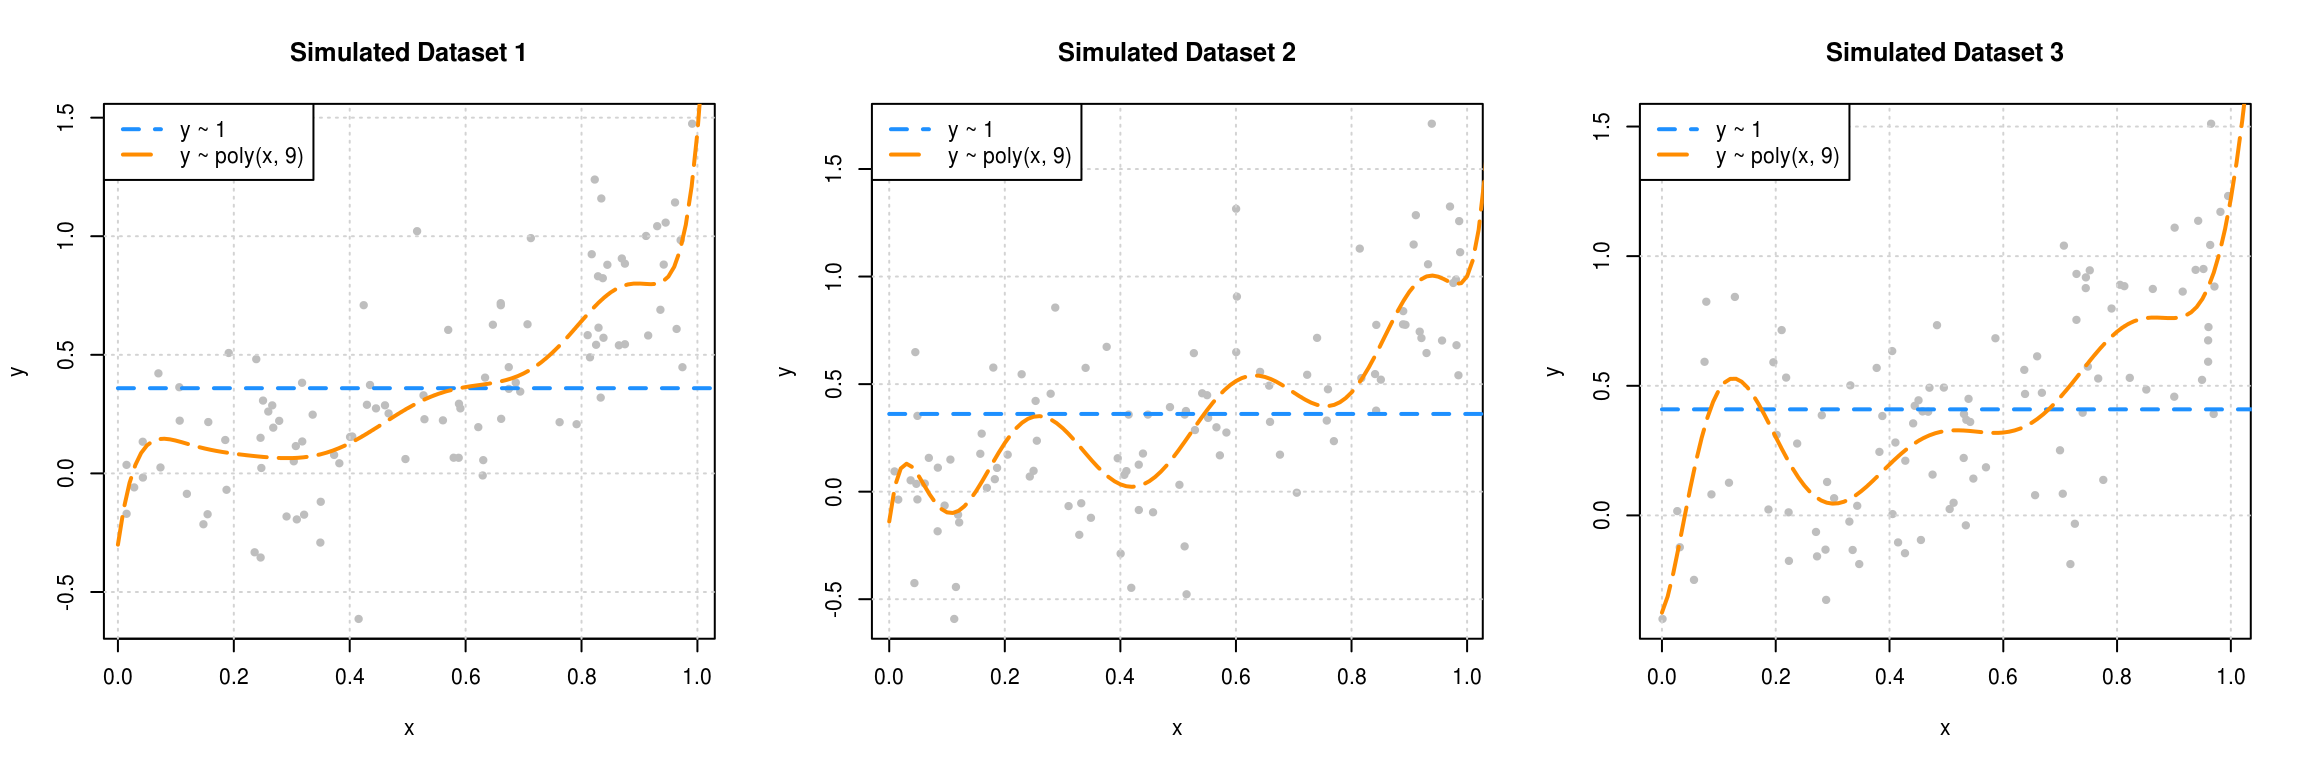 Simulated Dataset 1
y ~ 1
y ~ poly(x, 9)
1.5
1.0
0.5
0.0
-0.5
y
0.0 0.2 0.4 0.6 0.8 1.0
x
Simulated Dataset 2
y ~ 1
y ~ poly(x, 9)
1.5
1.0
0.5
0.0
-0.5
y
0.0 0.2 0.4 0.6 0.8 1.0
x
Simulated Dataset 3
y ~ 1
y ~ poly(x, 9)
1.5
1.0
0.5
0.0
y
0.0 0.2 0.4 0.6 0.8 1.0
x